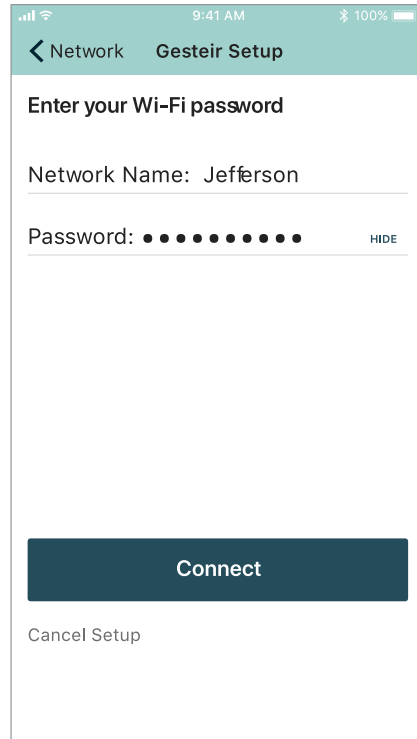 9:41 AM 100%
Network Gesteir Setup
Enter your Wi-Fi password
Network Name: Jefferson
Password: ●●●●●●●●●● HIDE
Connect
Cancel Setup